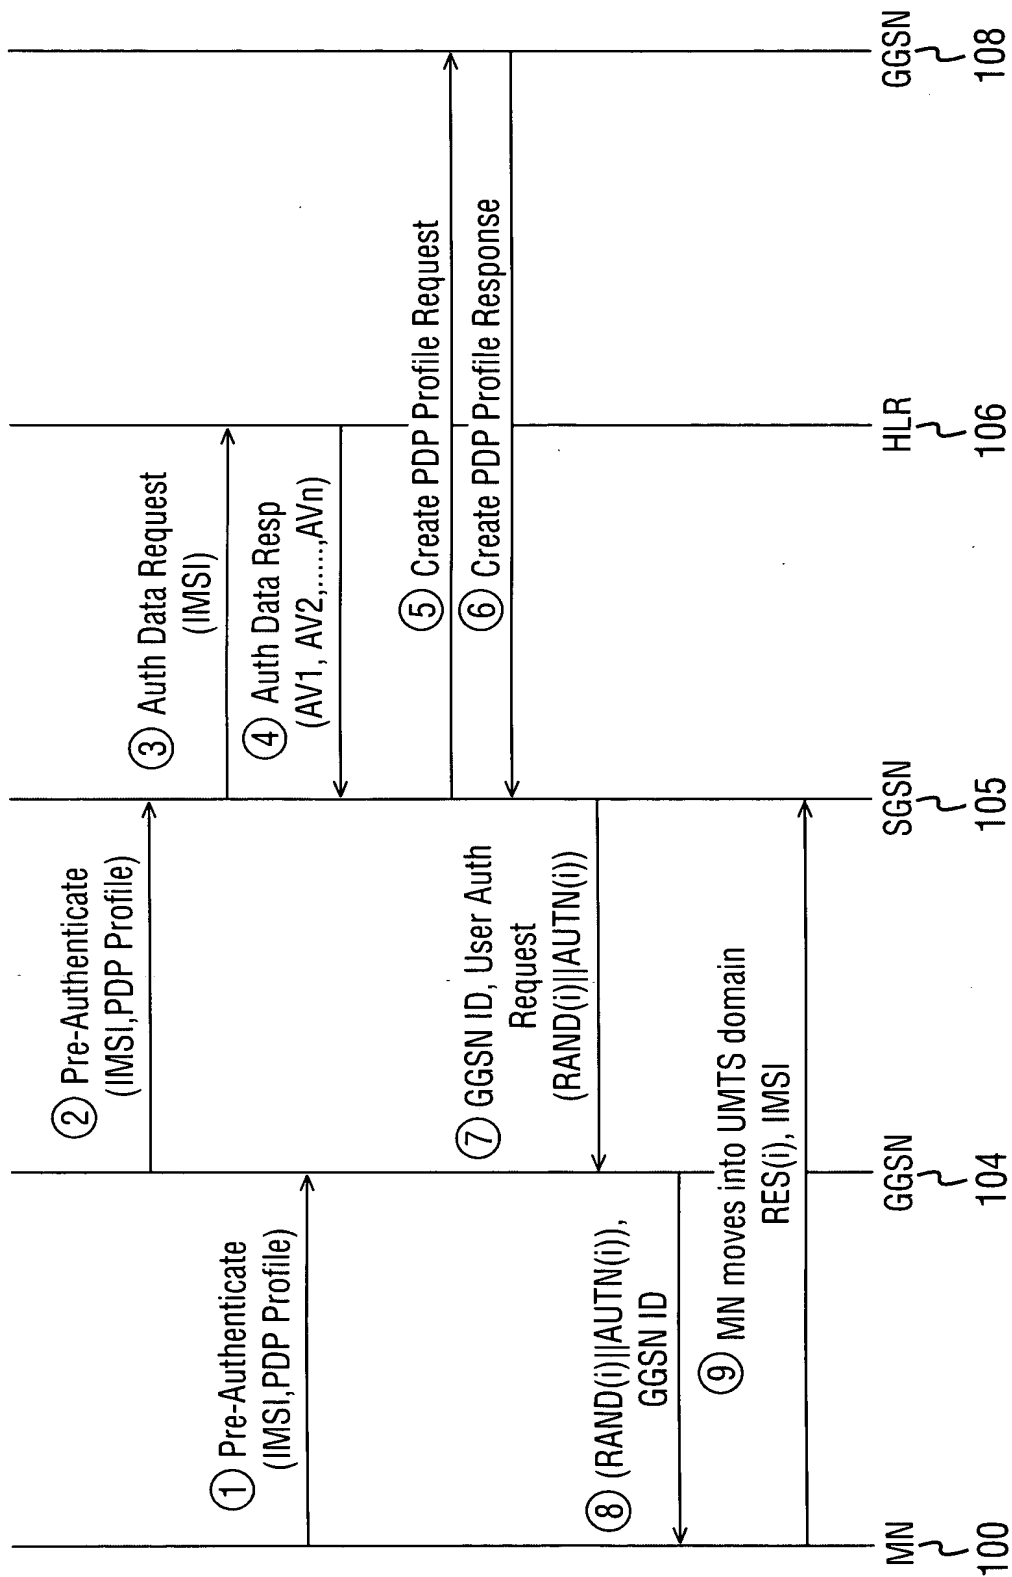 ① Pre-Authenticate
(IMSI,PDP Profile)
② Pre-Authenticate
(IMSI,PDP Profile)
③ Auth Data Request
(IMSI)
④ Auth Data Resp
(AV1, AV2,.....,AVn)
⑤ Create PDP Profile Request
⑥ Create PDP Profile Response
⑦ GGSN ID, User Auth
Request
(RAND(i)||AUTN(i))
⑧ (RAND(i)||AUTN(i)),
GGSN ID
⑨ MN moves into UMTS domain
RES(i), IMSI
MN
100
GGSN
104
SGSN
105
HLR
106
GGSN
108